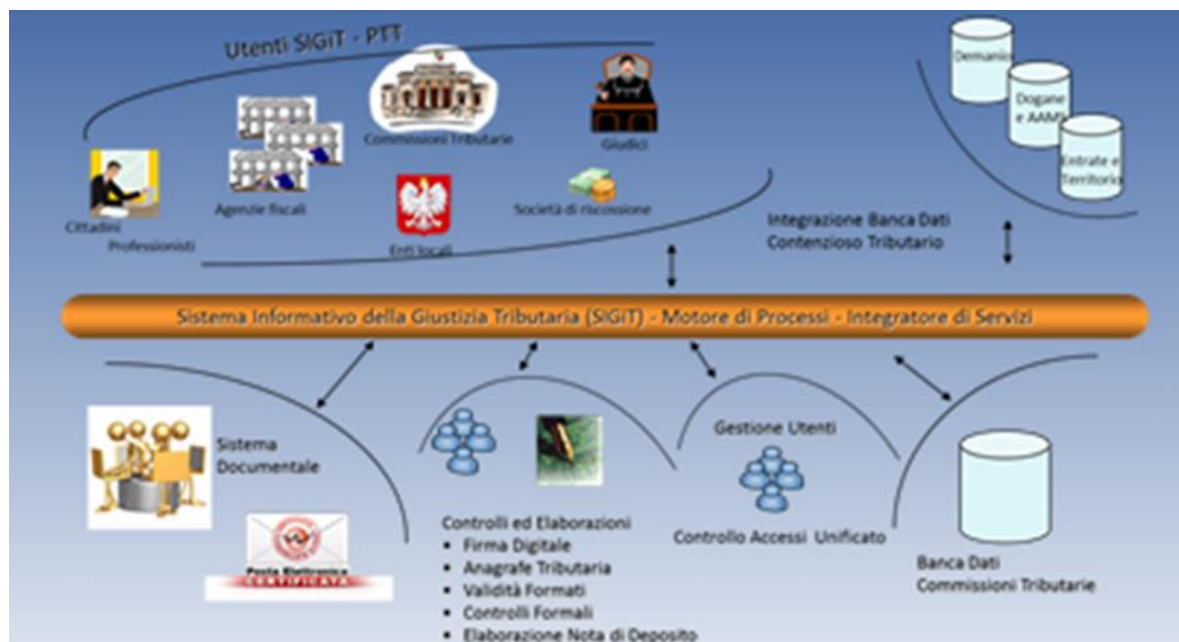 Utenti SIGiT - PTT
Commissioni Tributarie
Giudici
Agenzie fiscali
Cittadini
Professionisti
Enti locali
Società di riscossione
Demanio
Dogane
e AAMS
Entrate e
Territorio
Integrazione Banca Dati
Contenzioso Tributario
Sistema Informativo della Giustizia Tributaria (SIGiT) - Motore di Processi - Integratore di Servizi
Sistema
Documentale
Posta Elettronica
CERTIFICATA
Controlli ed Elaborazioni
• Firma Digitale
• Anagrafe Tributaria
• Validità Formati
• Controlli Formali
• Elaborazione Nota di Deposito
Gestione Utenti
Controllo Accessi Unificato
Banca Dati
Commissioni Tributarie